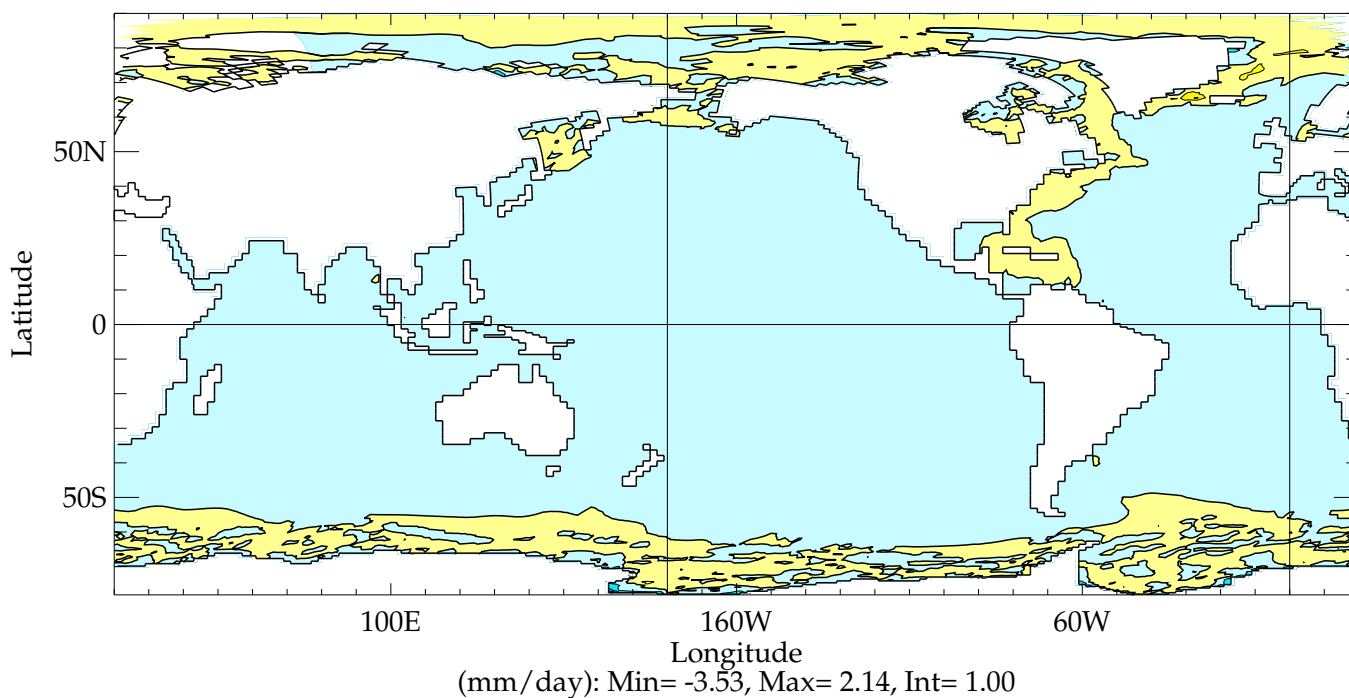 50N
0
50S
Latitude
100E 160W 60W
Longitude
(mm/day): Min= -3.53, Max= 2.14, Int= 1.00